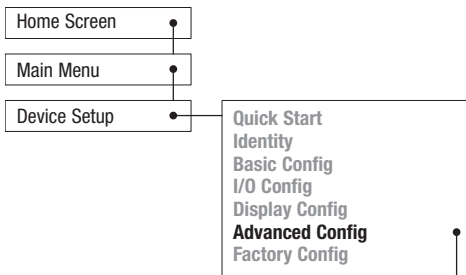 Home Screen
Main Menu
Device Setup
Quick Start
Identity
Basic Config
I/O Config
Display Config
Advanced Config
Factory Config